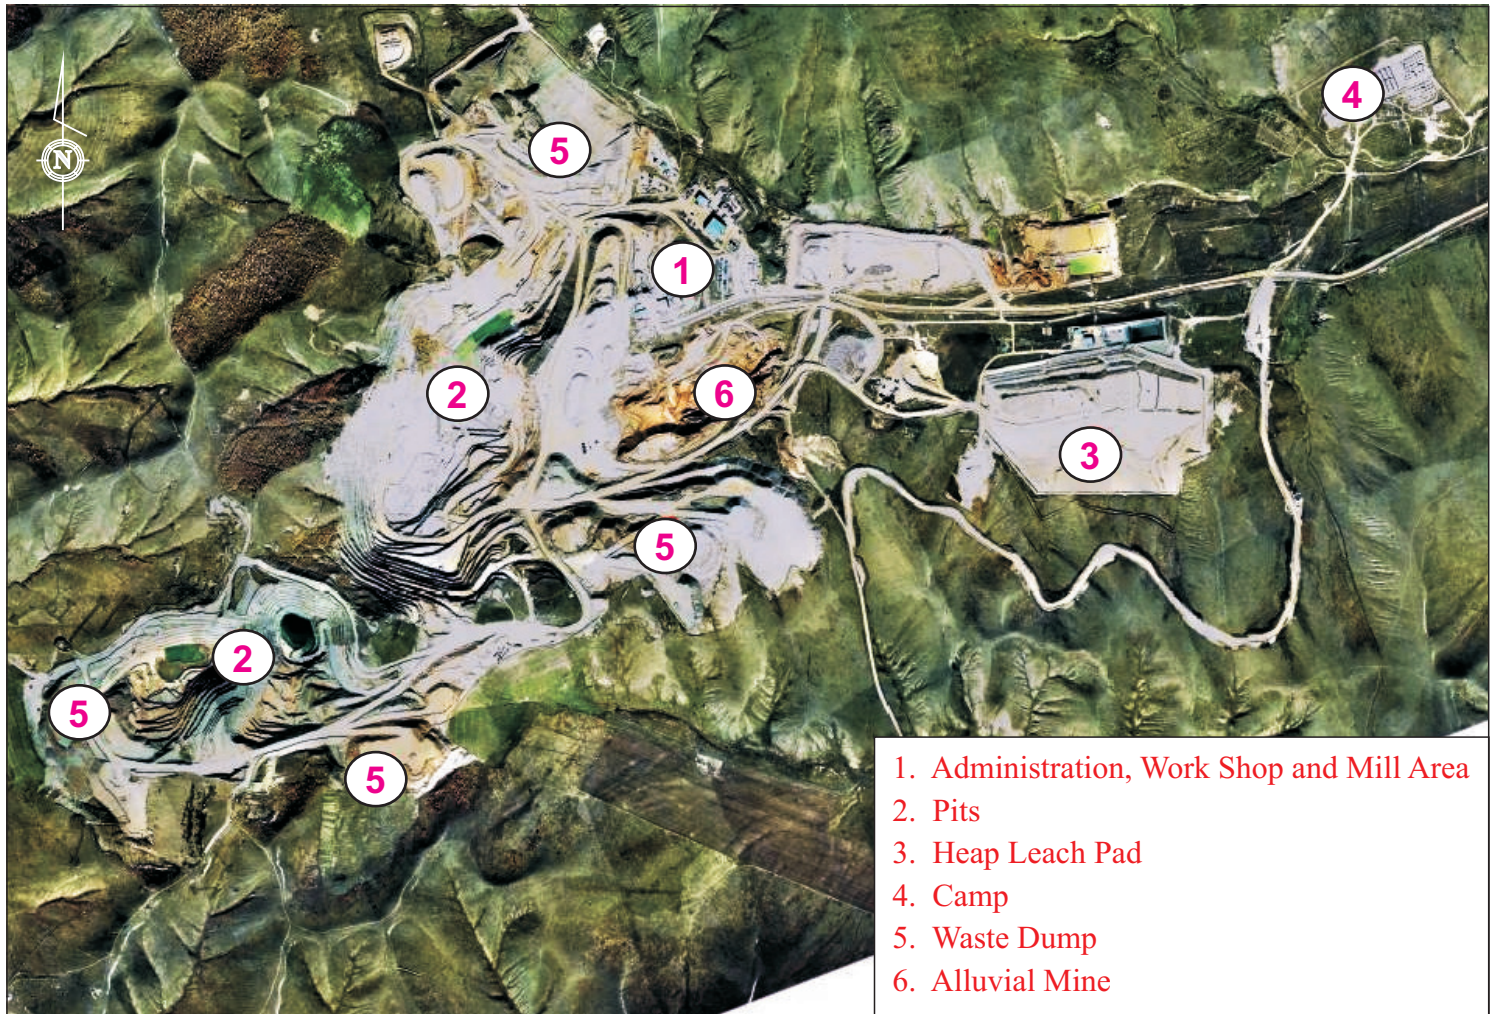 4
5
N
1
2
6
3
5
2
5
5
1. Administration, Work Shop and Mill Area
2. Pits
3. Heap Leach Pad
4. Camp
5. Waste Dump
6. Alluvial Mine